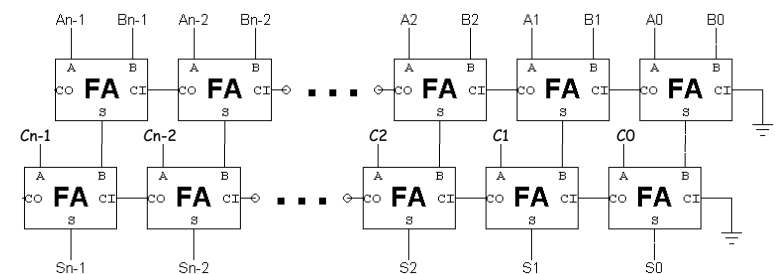 An-1 Bn-1 An-2 Bn-2 A2 B2 A1 B1 A0 B0
A B A B A B A B A B
CO FA CI CO FA CI CO FA CI CO FA CI CO FA CI
S S S S S
Cn-1 Cn-2 C2 C1 C0
A B A B A B A B A B
CO FA CI CO FA CI CO FA CI CO FA CI CO FA CI
S S S S S
Sn-1 Sn-2 S2 S1 S0